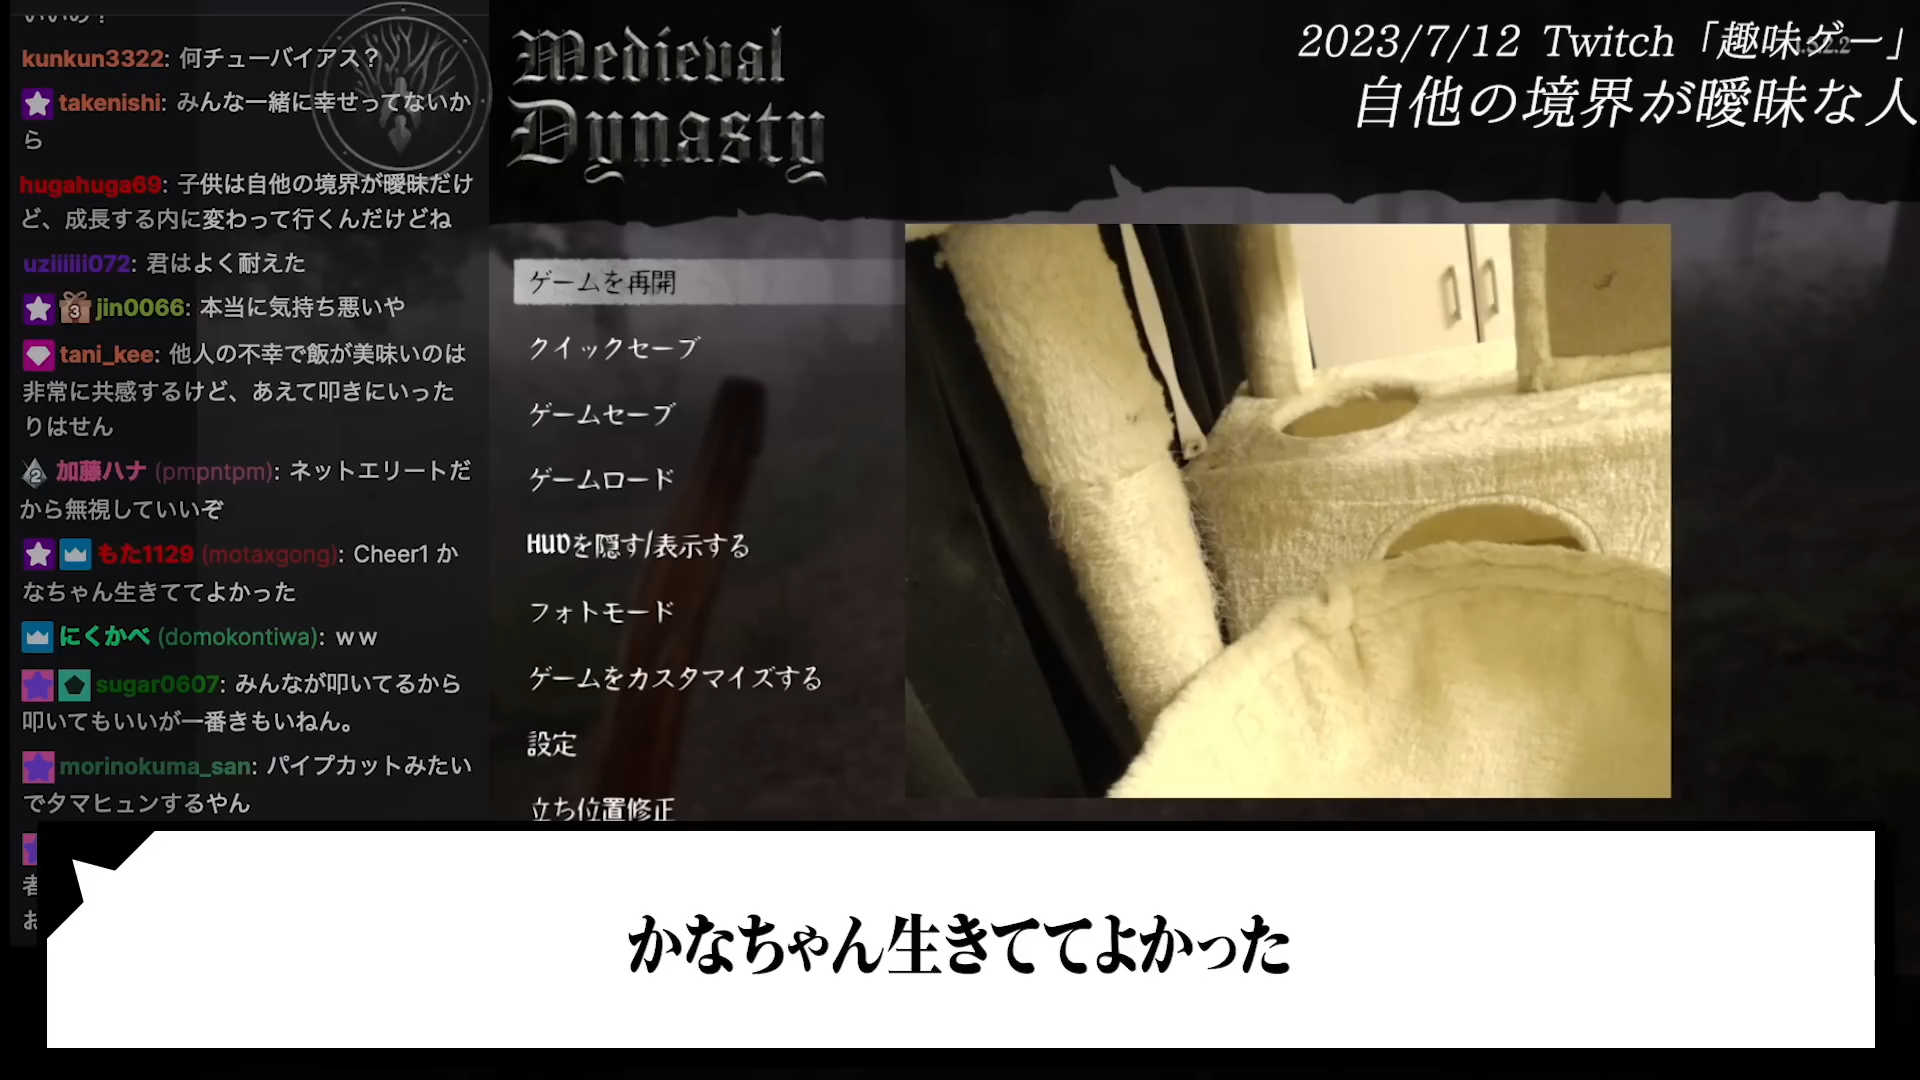 いいの？
kunkun3322: 何チューバイアス？
takenishi: みんな一緒に幸せってないか
ら
hugahuga69: 子供は自他の境界が曖昧だけ
ど、成長する内に変わって行くんだけどね
uziiiiii072: 君はよく耐えた
jin0066: 本当に気持ち悪いや
tani_kee: 他人の不幸で飯が美味いのは
非常に共感するけど、あえて叩きにいった
りはせん
加藤ハナ (pmpntpm): ネットエリートだ
から無視していいぞ
もた1129 (motaxgong): Cheer1 か
なちゃん生きててよかった
にくかべ (domokontiwa): ｗｗ
sugar0607: みんなが叩いてるから
叩いてもいいが一番きもいねん。
morinokuma_san: パイプカットみたい
でタマヒュンするやん
者
お
Medieval
Dynasty
ゲームを再開
クイックセーブ
ゲームセーブ
ゲームロード
HUDを隠す/表示する
フォトモード
ゲームをカスタマイズする
設定
立ち位置修正
2023/7/12 Twitch「趣味ゲー」
自他の境界が曖昧な人
かなちゃん生きててよかった